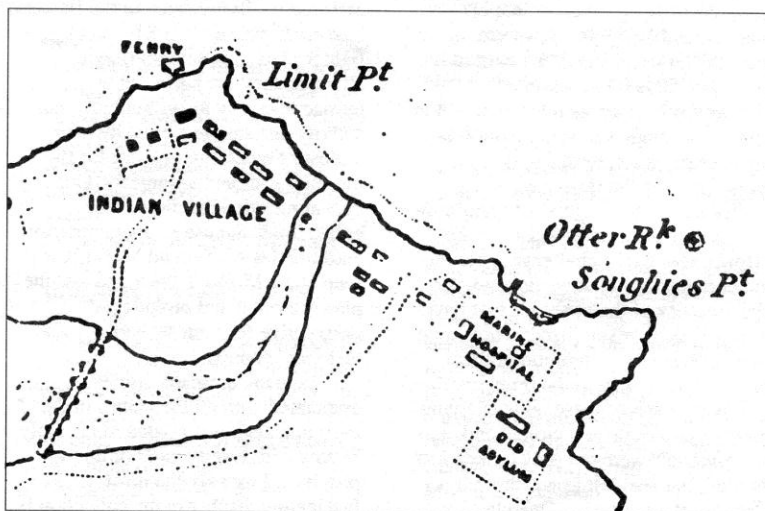 FERRY
Limit Pt.
INDIAN VILLAGE
Otter Rk.
Songhies Pt.
MARINE
HOSPITAL
OLD
ASYLUM